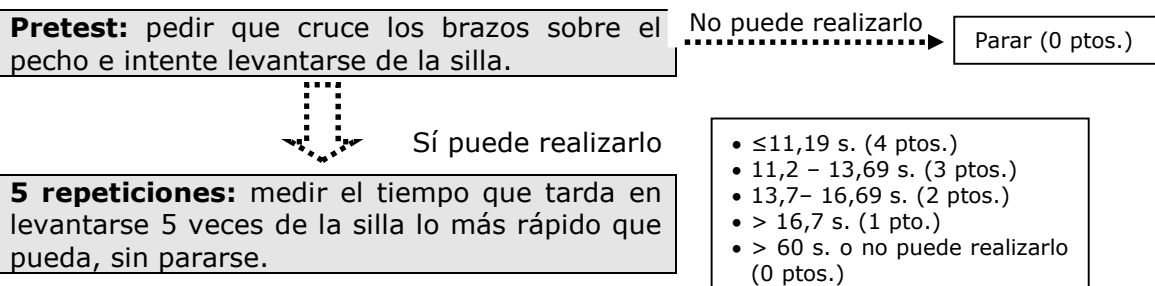 Pretest: pedir que cruce los brazos sobre el
pecho e intente levantarse de la silla.
No puede realizarlo
Parar (0 ptos.)
Sí puede realizarlo
5 repeticiones: medir el tiempo que tarda en
levantarse 5 veces de la silla lo más rápido que
pueda, sin pararse.
• ≤11,19 s. (4 ptos.)
• 11,2 – 13,69 s. (3 ptos.)
• 13,7– 16,69 s. (2 ptos.)
• > 16,7 s. (1 pto.)
• > 60 s. o no puede realizarlo
(0 ptos.)